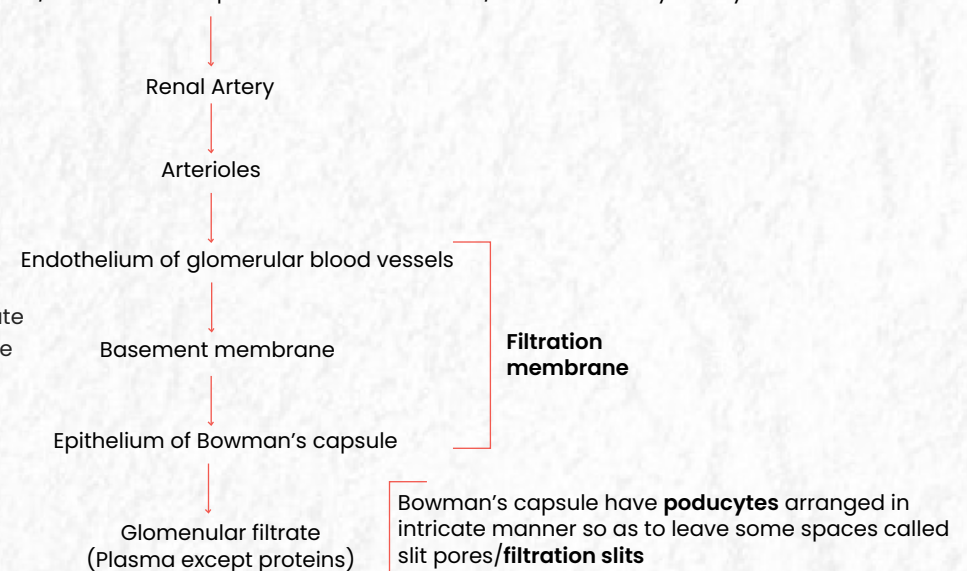 Renal Artery
Arterioles
Endothelium of glomerular blood vessels
Basement membrane
Filtration
membrane
Epithelium of Bowman's capsule
Glomenular filtrate
(Plasma except proteins)
Bowman's capsule have poducytes arranged in
intricate manner so as to leave some spaces called
slit pores/filtration slits